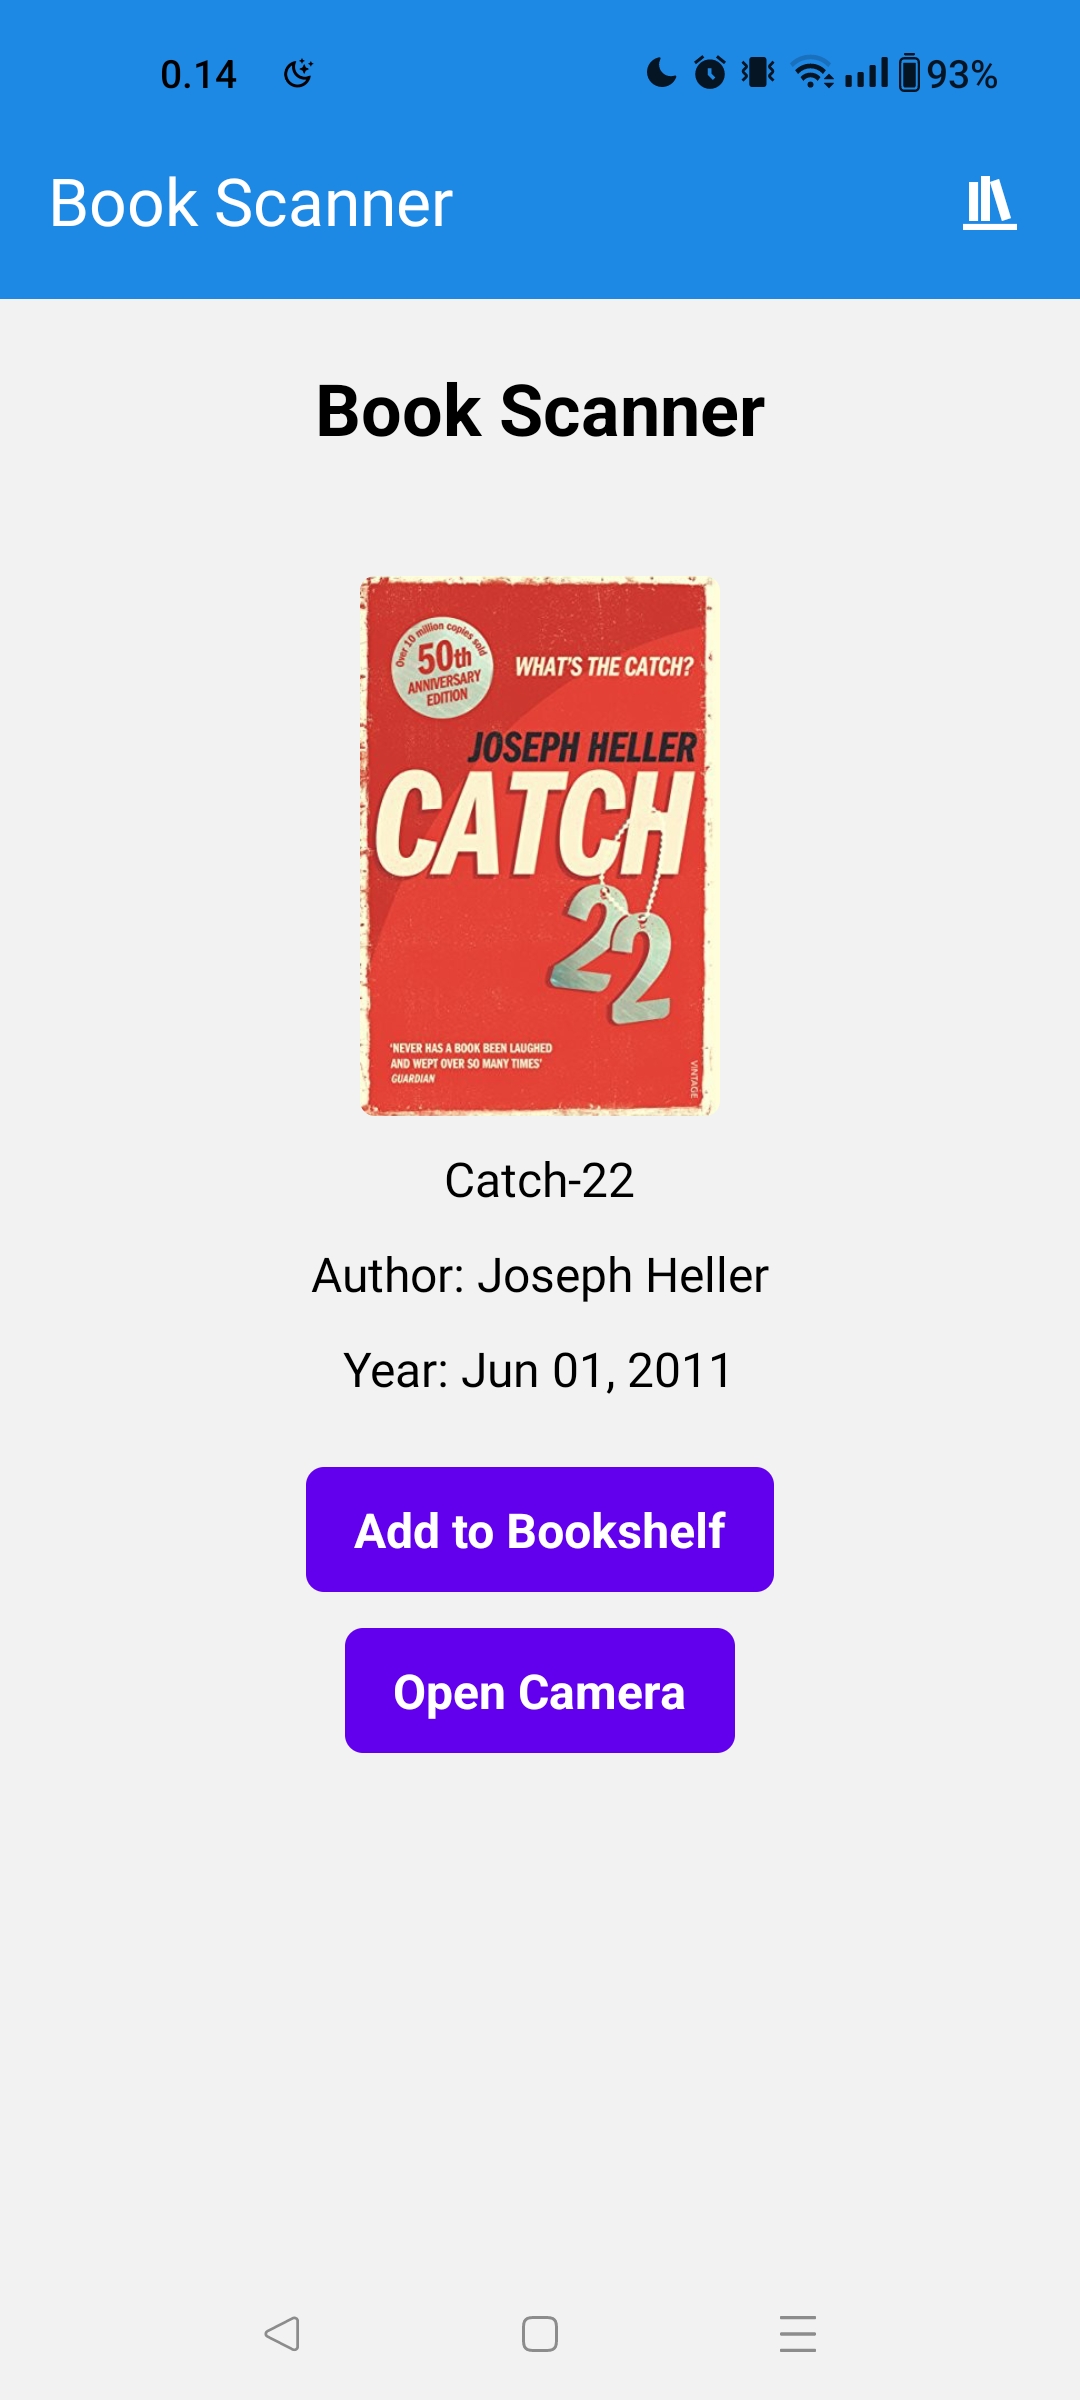 0.14
93%
Book Scanner
Book Scanner
Over 10 million copies sold
50th
ANNIVERSARY
EDITION
WHAT'S THE CATCH?
JOSEPH HELLER
CATCH
22
'NEVER HAS A BOOK BEEN LAUGHED
AND WEPT OVER SO MANY TIMES'
GUARDIAN
VINTAGE
Catch-22
Author: Joseph Heller
Year: Jun 01, 2011
Add to Bookshelf
Open Camera